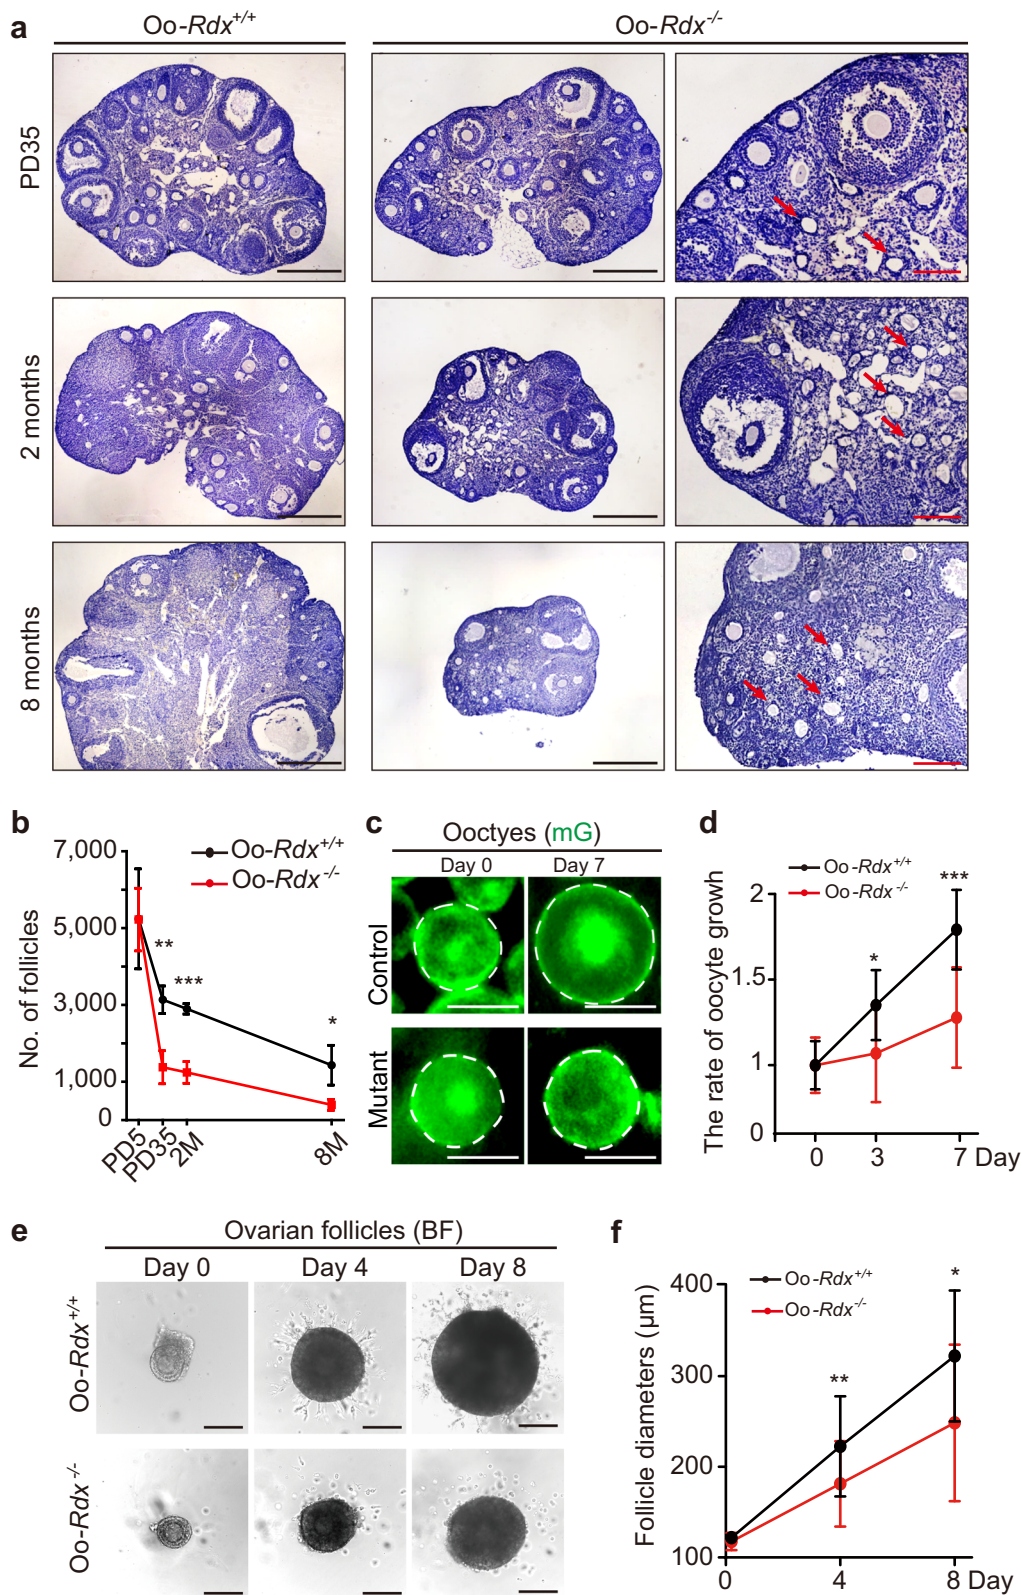 a
Oo-Rdx+/+
Oo-Rdx-/-
PD35
2 months
8 months
b
7,000
5,000
3,000
1,000
0
No. of follicles
Oo-Rdx+/+
Oo-Rdx-/-
**
***
*
PD5
PD35
2M
8M
c
Ooctyes (mG)
Day 0
Day 7
Control
Mutant
d
Oo-Rdx+/+
Oo-Rdx-/-
The rate of oocyte grown
2
1.5
1
0
*
***
0
3
7 Day
e
Ovarian follicles (BF)
Day 0
Day 4
Day 8
Oo-Rdx+/+
Oo-Rdx-/-
f
Oo-Rdx+/+
Oo-Rdx-/-
Follicle diameters (μm)
400
300
200
100
**
*
0
4
8 Day